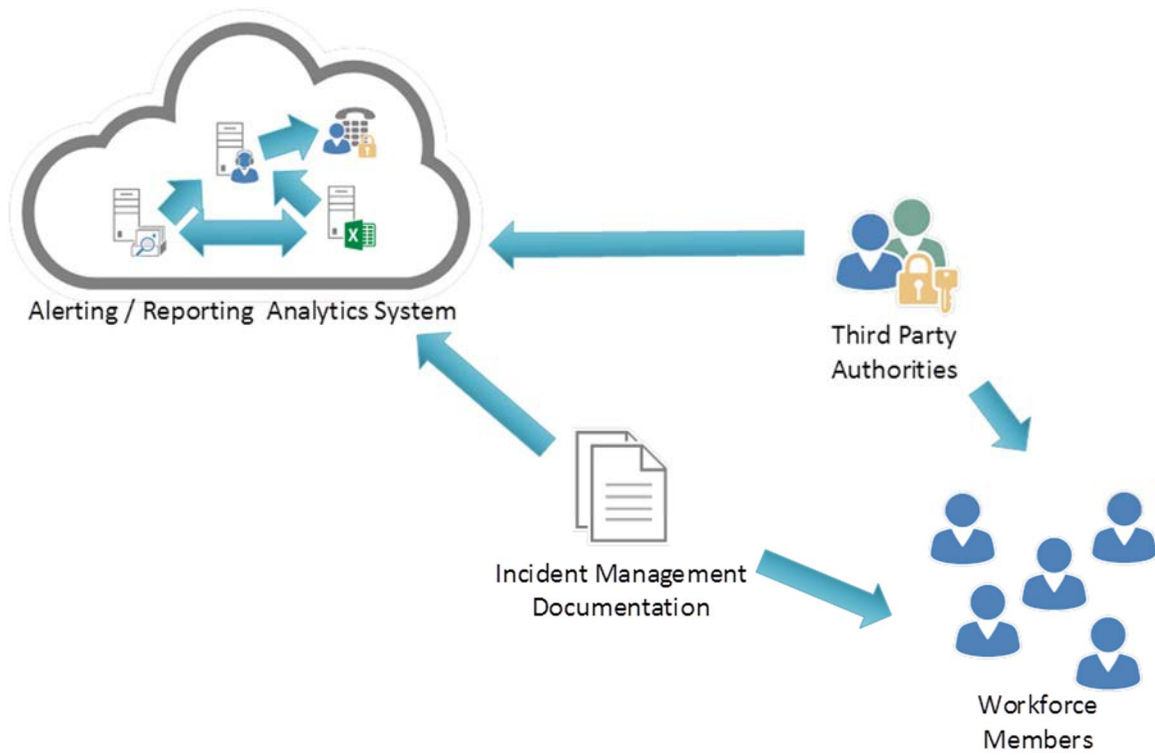 Alerting / Reporting Analytics System
Third Party
Authorities
Incident Management
Documentation
Workforce
Members